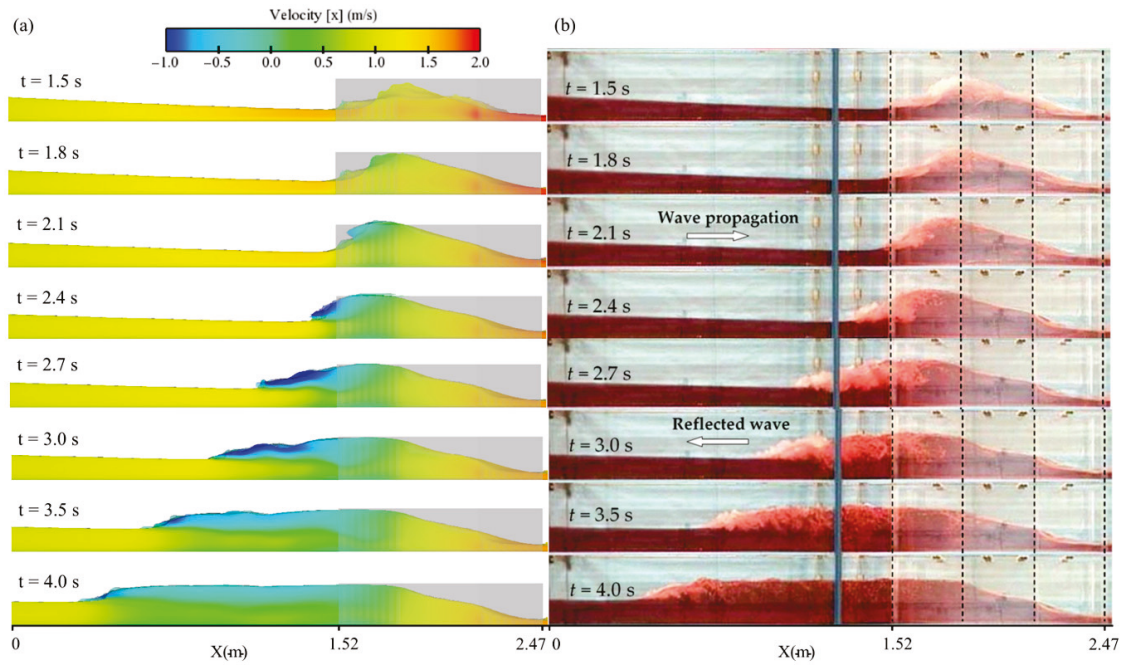 (a)
Velocity [x] (m/s)
-1.0 -0.5 0.0 0.5 1.0 1.5 2.0
t = 1.5 s
t = 1.8 s
t = 2.1 s
t = 2.4 s
t = 2.7 s
t = 3.0 s
t = 3.5 s
t = 4.0 s
0 1.52 2.47
X(m)
(b)
t = 1.5 s
t = 1.8 s
Wave propagation
t = 2.1 s
t = 2.4 s
t = 2.7 s
Reflected wave
t = 3.0 s
t = 3.5 s
t = 4.0 s
0 1.52 2.47
X(m)